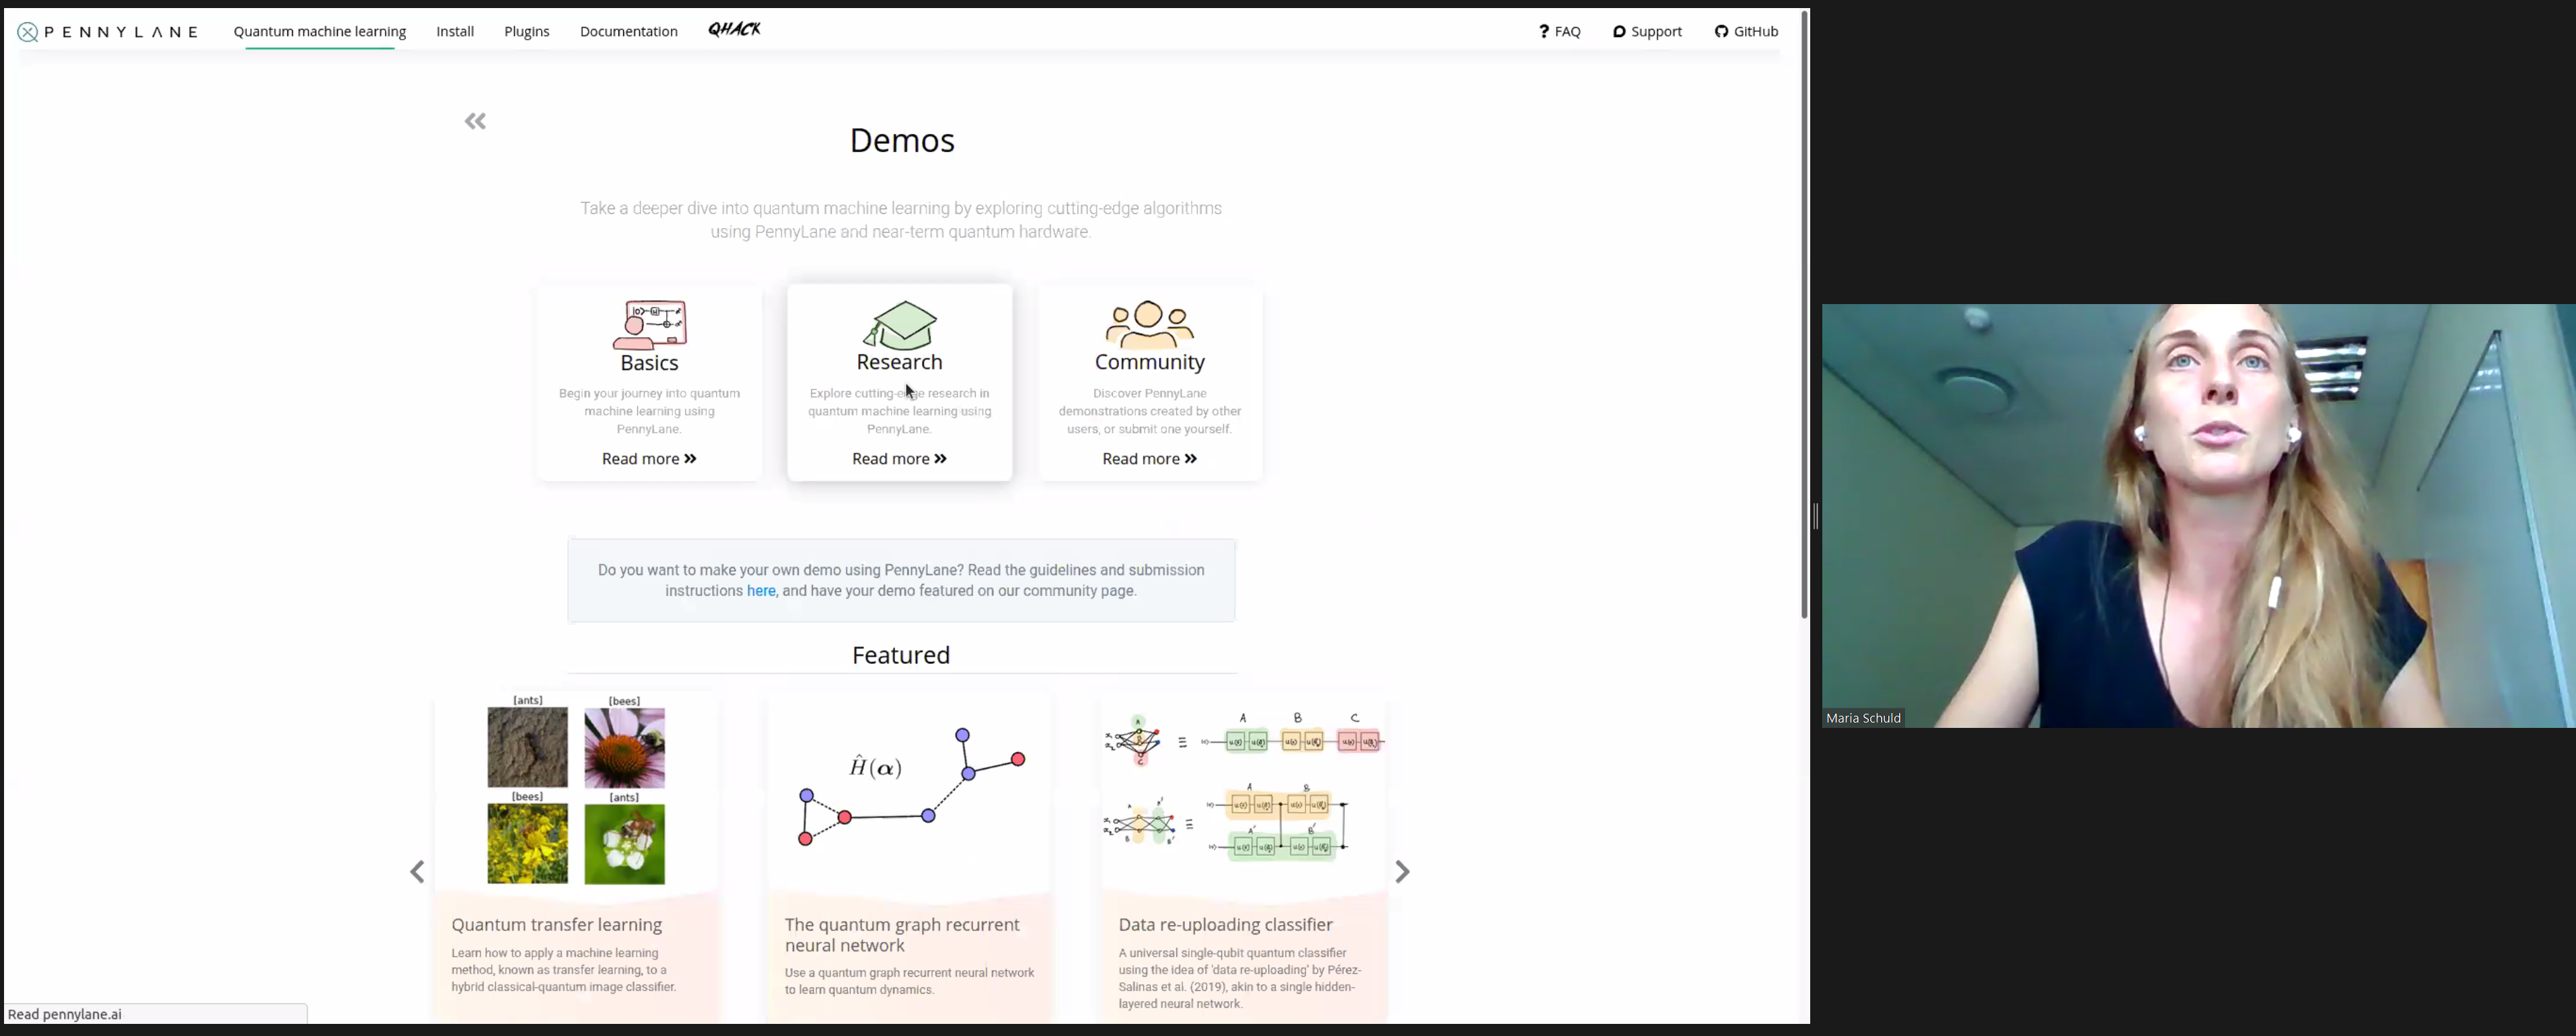 PENNYLANE
Quantum machine learning
Install
Plugins
Documentation
QHACK
? FAQ
Support
GitHub
Demos
Take a deeper dive into quantum machine learning by exploring cutting-edge algorithms
using PennyLane and near-term quantum hardware.
Basics
Begin your journey into quantum
machine learning using
PennyLane.
Read more »
Research
Explore cutting-edge research in
quantum machine learning using
PennyLane.
Read more »
Community
Discover PennyLane
demonstrations created by other
users, or submit one yourself.
Read more »
Do you want to make your own demo using PennyLane? Read the guidelines and submission
instructions here, and have your demo featured on our community page.
Featured
[ants]
[bees]
[bees]
[ants]
Quantum transfer learning
Learn how to apply a machine learning
method, known as transfer learning, to a
hybrid classical-quantum image classifier.
Ĥ(α)
The quantum graph recurrent
neural network
Use a quantum graph recurrent neural network
to learn quantum dynamics.
A B C
A B
A' B'
Data re-uploading classifier
A universal single-qubit quantum classifier
using the idea of 'data re-uploading' by Pérez-
Salinas et al. (2019), akin to a single hidden-
layered neural network.
Read pennylane.ai
Maria Schuld